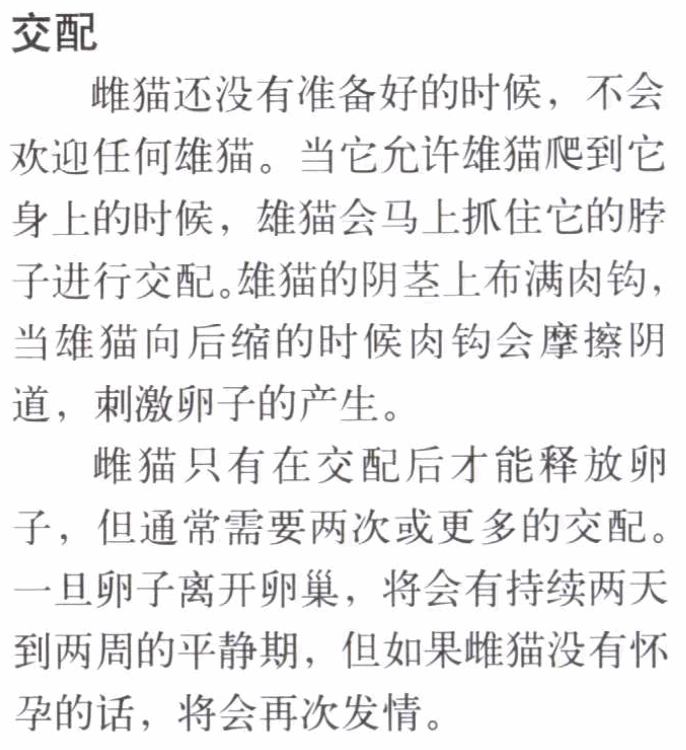 交配
雌猫还没有准备好的时候，不会
欢迎任何雄猫。当它允许雄猫爬到它
身上的时候，雄猫会马上抓住它的脖
子进行交配。雄猫的阴茎上布满肉钩，
当雄猫向后缩的时候肉钩会摩擦阴
道，刺激卵子的产生。
雌猫只有在交配后才能释放卵
子，但通常需要两次或更多的交配。
一旦卵子离开卵巢，将会有持续两天
到两周的平静期，但如果雌猫没有怀
孕的话，将会再次发情。